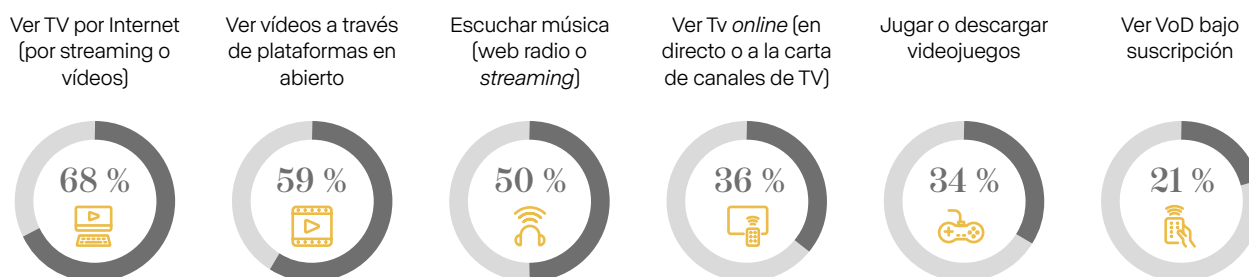 Ver TV por Internet
(por streaming o
vídeos)
68 %
Ver vídeos a través
de plataformas en
abierto
59 %
Escuchar música
(web radio o
streaming)
50 %
Ver Tv online (en
directo o a la carta
de canales de TV)
36 %
Jugar o descargar
videojuegos
34 %
Ver VoD bajo
suscripción
21 %